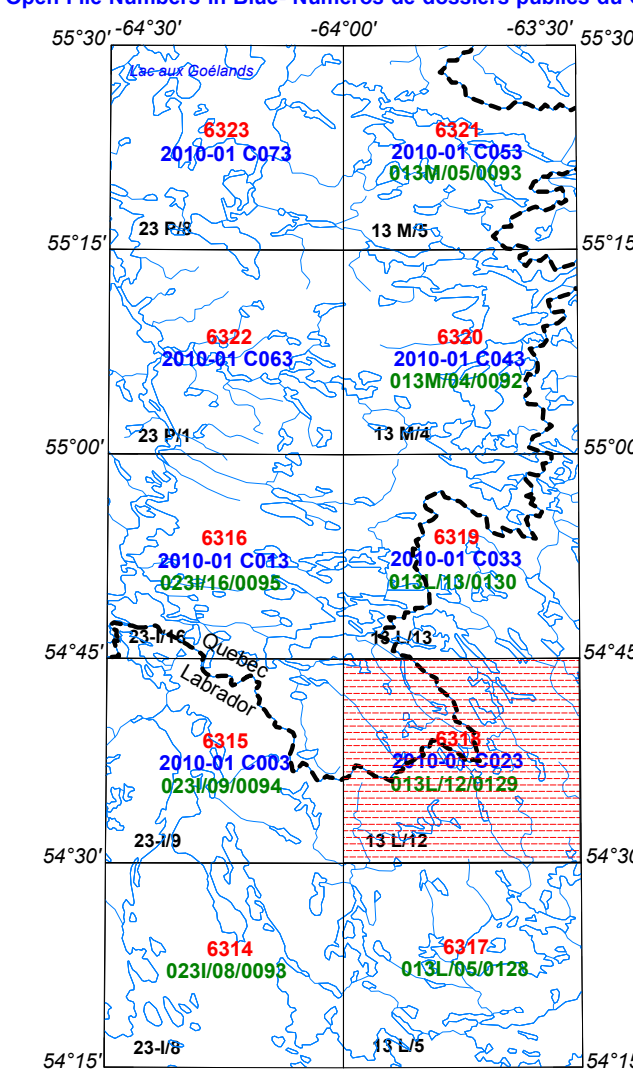 Open File Numbers in Blue- Numéros de dossiers publics du
-64°30' -64°00' -63°30'
55°30' 55°30
Lac aux Goélands
6323 6321
2010-01 C073 2010-01 C053
013M/05/0093
23 P/8 13 M/5
55°15' 55°15
6322 6320
2010-01 C063 2010-01 C043
013M/04/0092
23 P/1 13 M/4
55°00' 55°00
6316 6319
2010-01 C013 2010-01 C033
023I/16/0095 013L/13/0130
23-I/16 Quebec 13 L/13
54°45' 54°45
Labrador
6315 6318
2010-01 C003 2010-01 C023
023I/09/0094 013L/12/0129
23-I/9 13 L/12
54°30' 54°30
6314 6317
023I/08/0093 013L/05/0128
23-I/8 13 L/5
54°15' 54°15